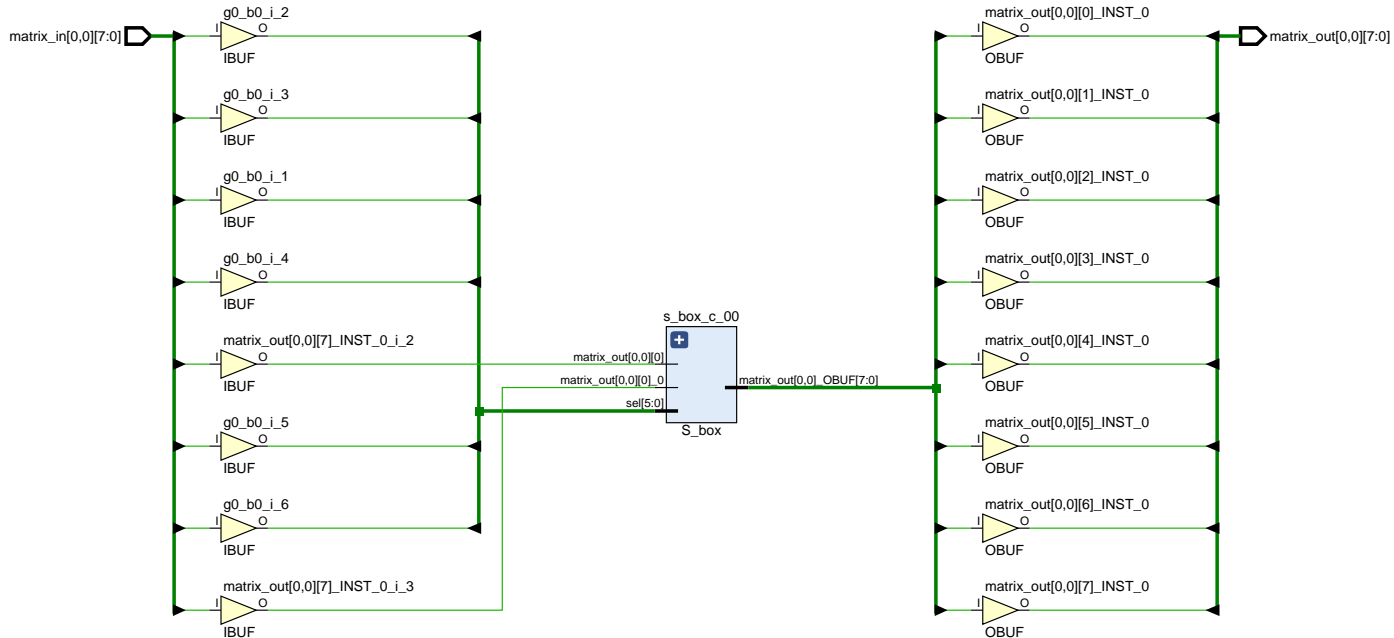 matrix_in[0,0][7:0]
g0_b0_i_2
I
O
IBUF
g0_b0_i_3
I
O
IBUF
g0_b0_i_1
I
O
IBUF
g0_b0_i_4
I
O
IBUF
matrix_out[0,0][7]_INST_0_i_2
I
O
IBUF
g0_b0_i_5
I
O
IBUF
g0_b0_i_6
I
O
IBUF
matrix_out[0,0][7]_INST_0_i_3
I
O
IBUF
s_box_c_00
matrix_out[0,0][0]
matrix_out[0,0][0]_0
sel[5:0]
matrix_out[0,0]_OBUF[7:0]
S_box
matrix_out[0,0][0]_INST_0
I
O
OBUF
matrix_out[0,0][1]_INST_0
I
O
OBUF
matrix_out[0,0][2]_INST_0
I
O
OBUF
matrix_out[0,0][3]_INST_0
I
O
OBUF
matrix_out[0,0][4]_INST_0
I
O
OBUF
matrix_out[0,0][5]_INST_0
I
O
OBUF
matrix_out[0,0][6]_INST_0
I
O
OBUF
matrix_out[0,0][7]_INST_0
I
O
OBUF
matrix_out[0,0][7:0]